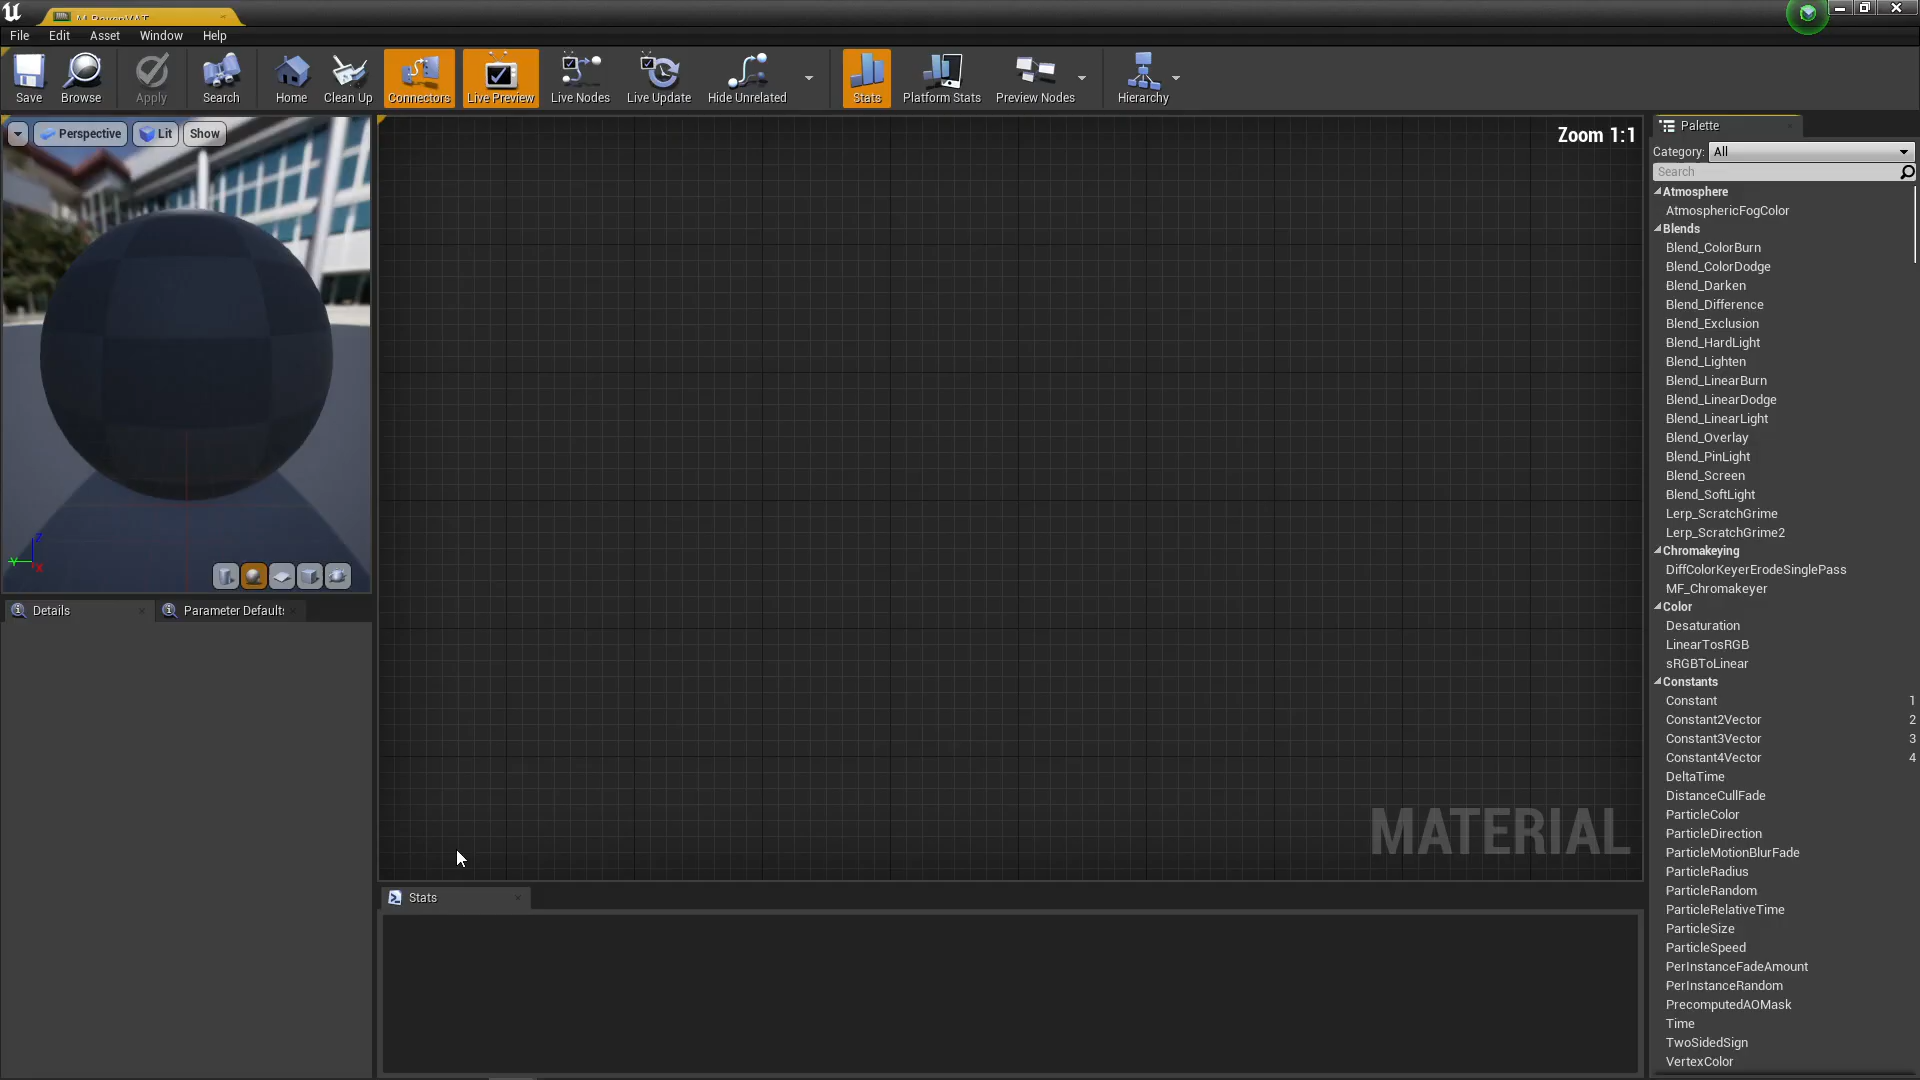 File Edit Asset Window Help
Save Browse Apply Search Home Clean Up Connectors Live Preview Live Nodes Live Update Hide Unrelated Stats Platform Stats Preview Nodes Hierarchy
Perspective Lit Show
Zoom 1:1
Palette
Category: All
Search
Atmosphere
AtmosphericFogColor
Blends
Blend_ColorBurn
Blend_ColorDodge
Blend_Darken
Blend_Difference
Blend_Exclusion
Blend_HardLight
Blend_Lighten
Blend_LinearBurn
Blend_LinearDodge
Blend_LinearLight
Blend_Overlay
Blend_PinLight
Blend_Screen
Blend_SoftLight
Lerp_ScratchGrime
Lerp_ScratchGrime2
Chromakeying
DiffColorKeyerErodeSinglePass
MF_Chromakeyer
Color
Desaturation
LinearTosRGB
sRGBToLinear
Constants
Constant 1
Constant2Vector 2
Constant3Vector 3
Constant4Vector 4
DeltaTime
DistanceCullFade
ParticleColor
ParticleDirection
ParticleMotionBlurFade
ParticleRadius
ParticleRandom
ParticleRelativeTime
ParticleSize
ParticleSpeed
PerInstanceFadeAmount
PerInstanceRandom
PrecomputedAOMask
Time
TwoSidedSign
VertexColor
Z
Y
X
Details Parameter Default
MATERIAL
Stats